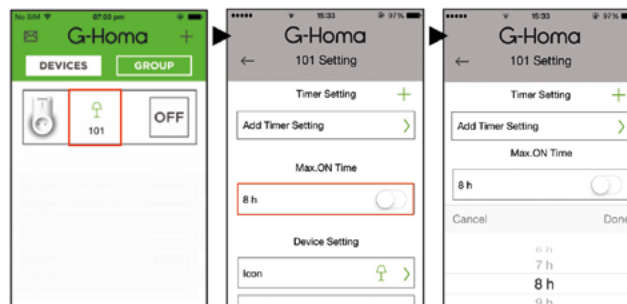 No SIM 07:03 pm
G-Homa
+
DEVICES GROUP
101
OFF
15:33 97%
G-Homa
← 101 Setting
Timer Setting +
Add Timer Setting >
Max.ON Time
8 h
Device Setting
Icon >
15:33 97%
G-Homa
← 101 Setting
Timer Setting +
Add Timer Setting >
Max.ON Time
8 h
Cancel Done
6 h
7 h
8 h
9 h